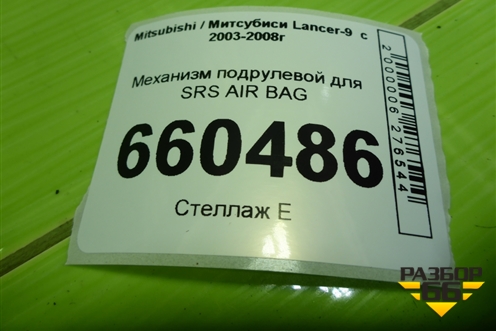 Mitsubishi / Митсубиси Lancer-9 с
2003-2008г
Механизм подрулевой для
SRS AIR BAG
660486
Стеллаж Е
2000006276544
РАЗБОР
66